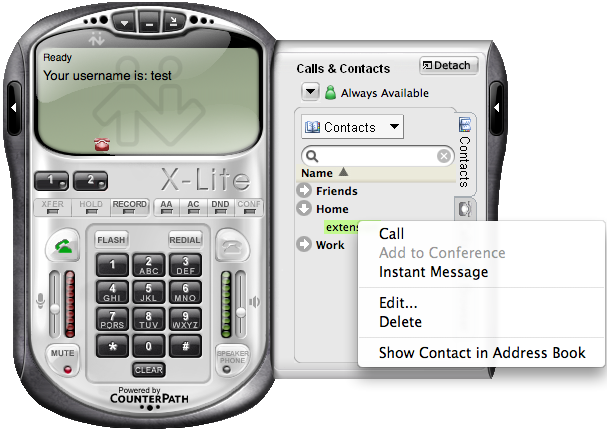 Ready
Your username is: test
1 2 X-Lite
XFER HOLD RECORD AA AC DND CONF
FLASH REDIAL
1 2 ABC 3 DEF
4 GHI 5 JKL 6 MNO
7 PQRS 8 TUV 9 WXYZ
* 0 #
MUTE CLEAR SPEAKER PHONE
Powered by
COUNTERPATH
Calls & Contacts Detach
Always Available
Contacts
Contacts
Name
Friends
Home
Work
Call
Add to Conference
Instant Message
Edit...
Delete
Show Contact in Address Book